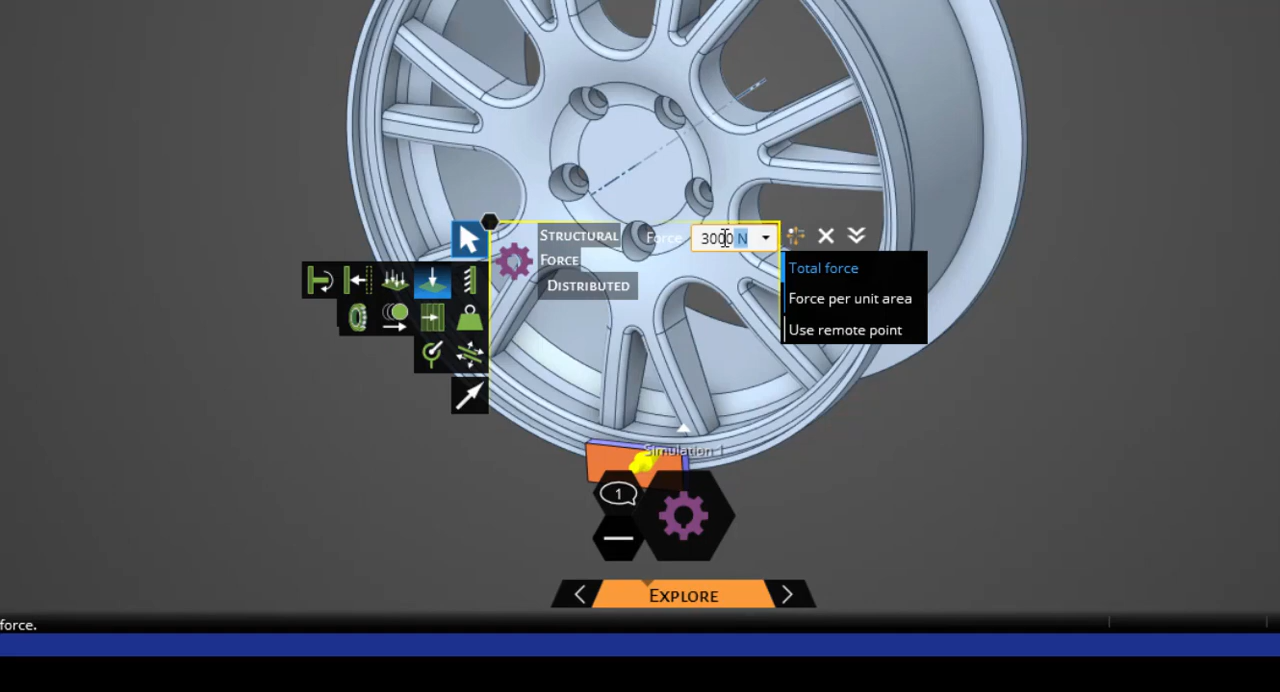 STRUCTURAL
FORCE
DISTRIBUTED
Force
3000 N
Total force
Force per unit area
Use remote point
Simulation 1
1
EXPLORE
force.